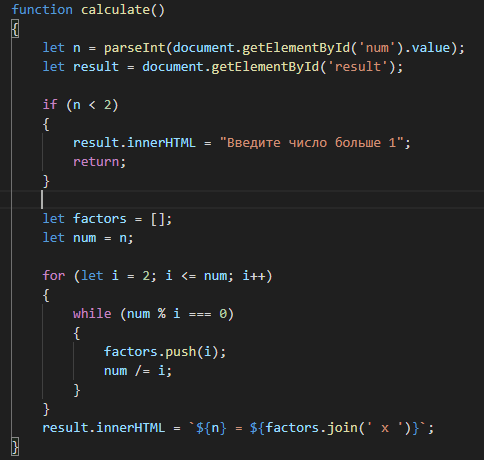 function calculate()
{
    let n = parseInt(document.getElementById('num').value);
    let result = document.getElementById('result');

    if (n < 2)
    {
        result.innerHTML = "Введите число больше 1";
        return;
    }

    let factors = [];
    let num = n;

    for (let i = 2; i <= num; i++)
    {
        while (num % i === 0)
        {
            factors.push(i);
            num /= i;
        }
    }
    result.innerHTML = `${n} = ${factors.join(' x ')}`;
}